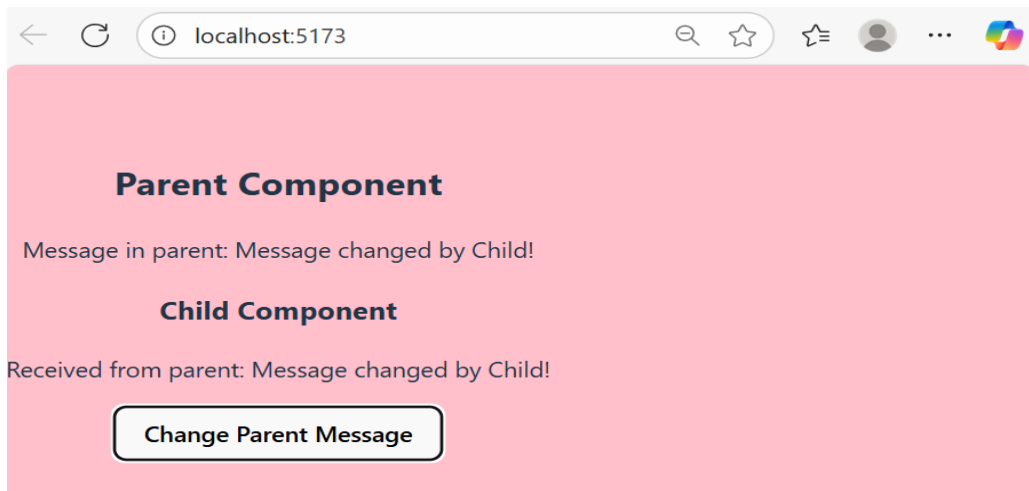 localhost:5173
Parent Component
Message in parent: Message changed by Child!
Child Component
Received from parent: Message changed by Child!
Change Parent Message